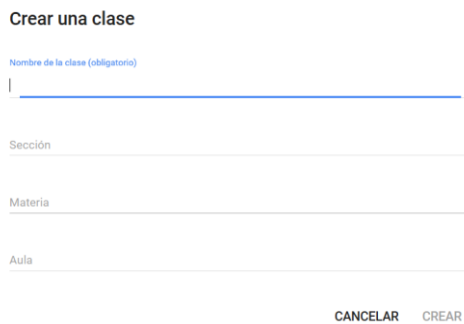 Crear una clase
Nombre de la clase (obligatorio)
Sección
Materia
Aula
CANCELAR CREAR